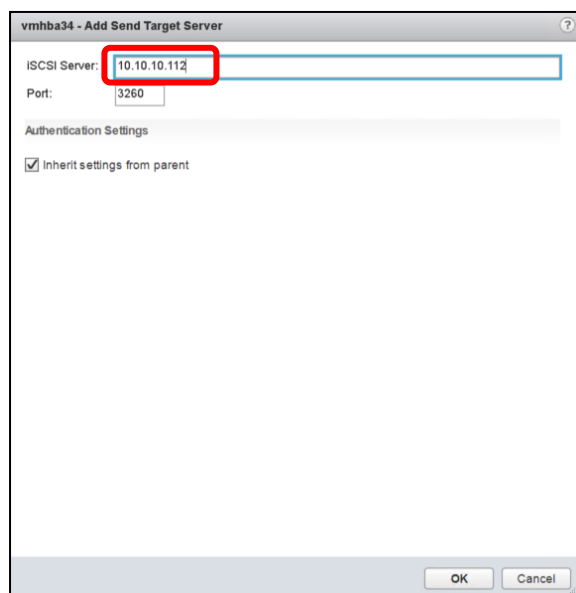 vmhba34 - Add Send Target Server ?
iSCSI Server: 10.10.10.112
Port: 3260
Authentication Settings
Inherit settings from parent
OK Cancel